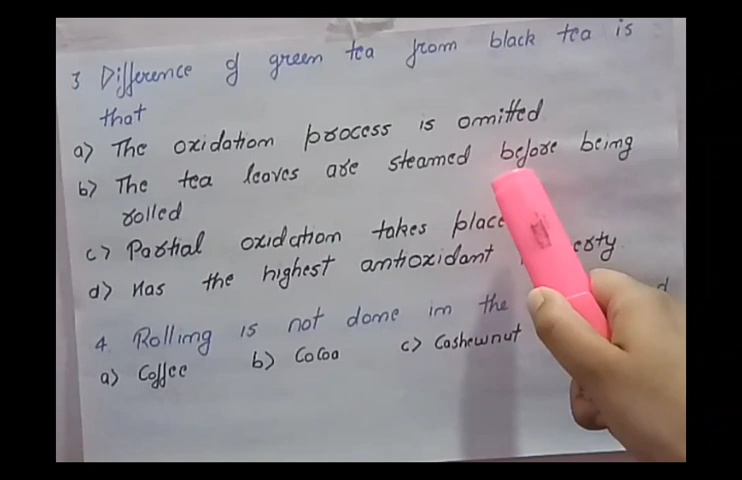 3 Difference of green tea from black tea is
that
a) The oxidation process is omitted
b) The tea leaves are steamed before being
rolled
c) Partial oxidation takes place
d) Has the highest antioxidant
4. Rolling is not done in the
a) Coffee b) Cocoa c) Cashewnut